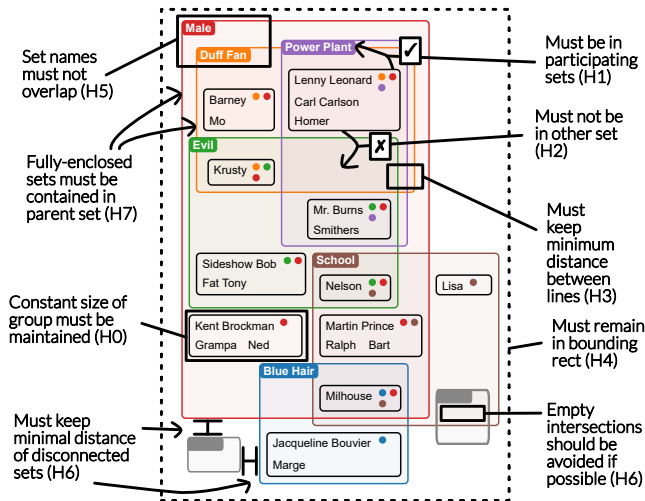 Male
Duff Fan
Power Plant
✓
Set names
must not
overlap (H5)
Must be in
participating
sets (H1)
Lenny Leonard
Carl Carlson
Homer
Barney
Mo
Must not be
in other set
(H2)
✗
Evil
Krusty
Fully-enclosed
sets must be
contained in
parent set (H7)
Mr. Burns
Smithers
Must
keep
minimum
distance
between
lines (H3)
School
Sideshow Bob
Fat Tony
Nelson
Lisa
Constant size of
group must be
maintained (H0)
Kent Brockman
Grampa Ned
Martin Prince
Ralph Bart
Must remain
in bounding
rect (H4)
Blue Hair
Milhouse
Must keep
minimal distance
of disconnected
sets (H6)
Jacqueline Bouvier
Marge
Empty
intersections
should be
avoided if
possible (H6)